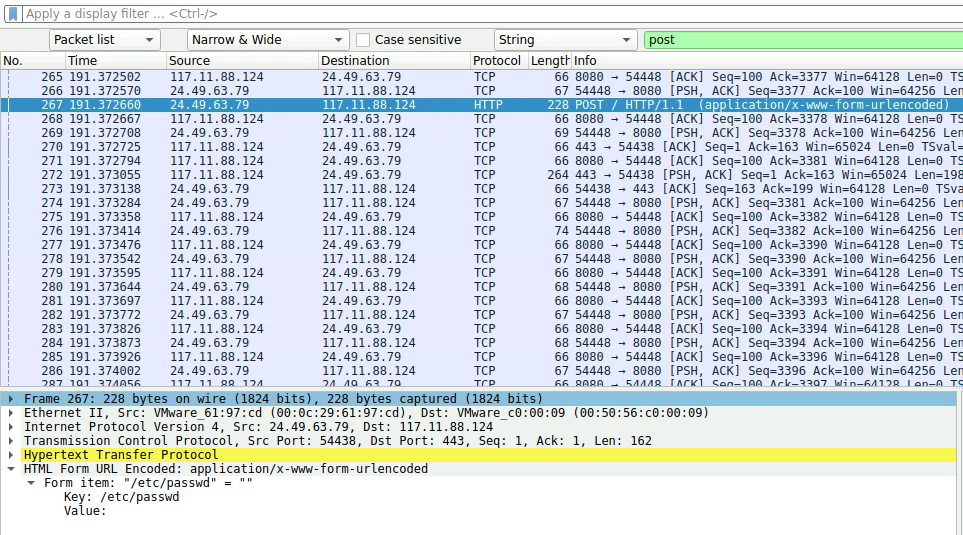 Apply a display filter … <Ctrl-/>
Packet list Narrow & Wide Case sensitive String post
No. Time Source Destination Protocol Length Info
265 191.372502 117.11.88.124 24.49.63.79 TCP 66 8080 → 54448 [ACK] Seq=100 Ack=3377 Win=64128 Len=0 TS
266 191.372570 24.49.63.79 117.11.88.124 TCP 67 54448 → 8080 [PSH, ACK] Seq=3377 Ack=100 Win=64256 L
267 191.372660 24.49.63.79 117.11.88.124 HTTP 228 POST / HTTP/1.1 (application/x-www-form-urlencoded)
268 191.372667 117.11.88.124 24.49.63.79 TCP 66 8080 → 54448 [ACK] Seq=100 Ack=3378 Win=64128 Len=0 TS
269 191.372708 24.49.63.79 117.11.88.124 TCP 69 54448 → 8080 [PSH, ACK] Seq=3378 Ack=100 Win=64256 Len
270 191.372725 117.11.88.124 24.49.63.79 TCP 66 443 → 54438 [ACK] Seq=1 Ack=163 Win=65024 Len=0 TSval=
271 191.372794 117.11.88.124 24.49.63.79 TCP 66 8080 → 54448 [ACK] Seq=100 Ack=3381 Win=64128 Len=0 TS
272 191.373055 117.11.88.124 24.49.63.79 TCP 264 443 → 54438 [PSH, ACK] Seq=1 Ack=163 Win=65024 Len=198
273 191.373138 24.49.63.79 117.11.88.124 TCP 66 54438 → 443 [ACK] Seq=163 Ack=199 Win=64128 Len=0 TSva
274 191.373284 24.49.63.79 117.11.88.124 TCP 67 54448 → 8080 [PSH, ACK] Seq=3381 Ack=100 Win=64256 Len
275 191.373358 117.11.88.124 24.49.63.79 TCP 66 8080 → 54448 [ACK] Seq=100 Ack=3382 Win=64128 Len=0 TS
276 191.373414 24.49.63.79 117.11.88.124 TCP 74 54448 → 8080 [PSH, ACK] Seq=3382 Ack=100 Win=64256 Len
277 191.373476 117.11.88.124 24.49.63.79 TCP 66 8080 → 54448 [ACK] Seq=100 Ack=3390 Win=64128 Len=0 TS
278 191.373542 24.49.63.79 117.11.88.124 TCP 67 54448 → 8080 [PSH, ACK] Seq=3390 Ack=100 Win=64256 Len
279 191.373595 117.11.88.124 24.49.63.79 TCP 66 8080 → 54448 [ACK] Seq=100 Ack=3391 Win=64128 Len=0 TS
280 191.373644 24.49.63.79 117.11.88.124 TCP 68 54448 → 8080 [PSH, ACK] Seq=3391 Ack=100 Win=64256 Len
281 191.373697 117.11.88.124 24.49.63.79 TCP 66 8080 → 54448 [ACK] Seq=100 Ack=3393 Win=64128 Len=0 TS
282 191.373772 24.49.63.79 117.11.88.124 TCP 67 54448 → 8080 [PSH, ACK] Seq=3393 Ack=100 Win=64256 Len
283 191.373826 117.11.88.124 24.49.63.79 TCP 66 8080 → 54448 [ACK] Seq=100 Ack=3394 Win=64128 Len=0 TS
284 191.373873 24.49.63.79 117.11.88.124 TCP 68 54448 → 8080 [PSH, ACK] Seq=3394 Ack=100 Win=64256 Len
285 191.373926 117.11.88.124 24.49.63.79 TCP 66 8080 → 54448 [ACK] Seq=100 Ack=3396 Win=64128 Len=0 TS
286 191.374002 24.49.63.79 117.11.88.124 TCP 67 54448 → 8080 [PSH, ACK] Seq=3396 Ack=100 Win=64256 Len
287 191.374056 117.11.88.124 24.49.63.79 TCP 66 8080 → 54448 [ACK] Seq=100 Ack=3397 Win=64128 Len=0 TS
Frame 267: 228 bytes on wire (1824 bits), 228 bytes captured (1824 bits)
Ethernet II, Src: VMware_61:97:cd (00:0c:29:61:97:cd), Dst: VMware_c0:00:09 (00:50:56:c0:00:09)
Internet Protocol Version 4, Src: 24.49.63.79, Dst: 117.11.88.124
Transmission Control Protocol, Src Port: 54438, Dst Port: 443, Seq: 1, Ack: 1, Len: 162
Hypertext Transfer Protocol
HTML Form URL Encoded: application/x-www-form-urlencoded
Form item: "/etc/passwd" = ""
Key: /etc/passwd
Value: